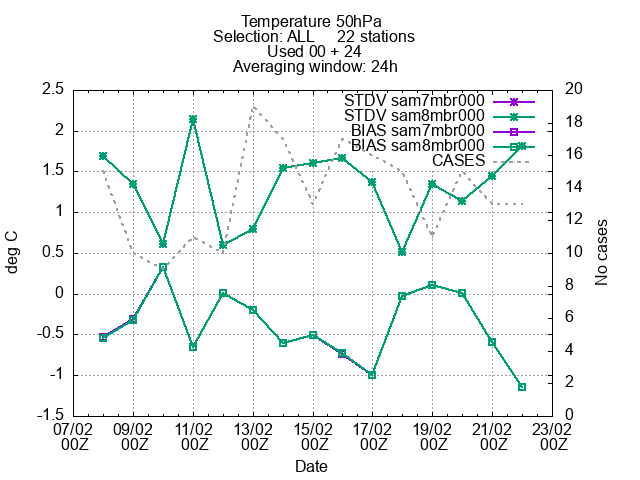 Temperature 50hPa
Selection: ALL 22 stations
Used 00 + 24
Averaging window: 24h
STDV sam7mbr000
STDV sam8mbr000
BIAS sam7mbr000
BIAS sam8mbr000
CASES
2.5
2
1.5
1
0.5
0
-0.5
-1
-1.5
deg C
20
18
16
14
12
10
8
6
4
2
0
No cases
07/02 09/02 11/02 13/02 15/02 17/02 19/02 21/02 23/02
00Z 00Z 00Z 00Z 00Z 00Z 00Z 00Z 00Z
Date